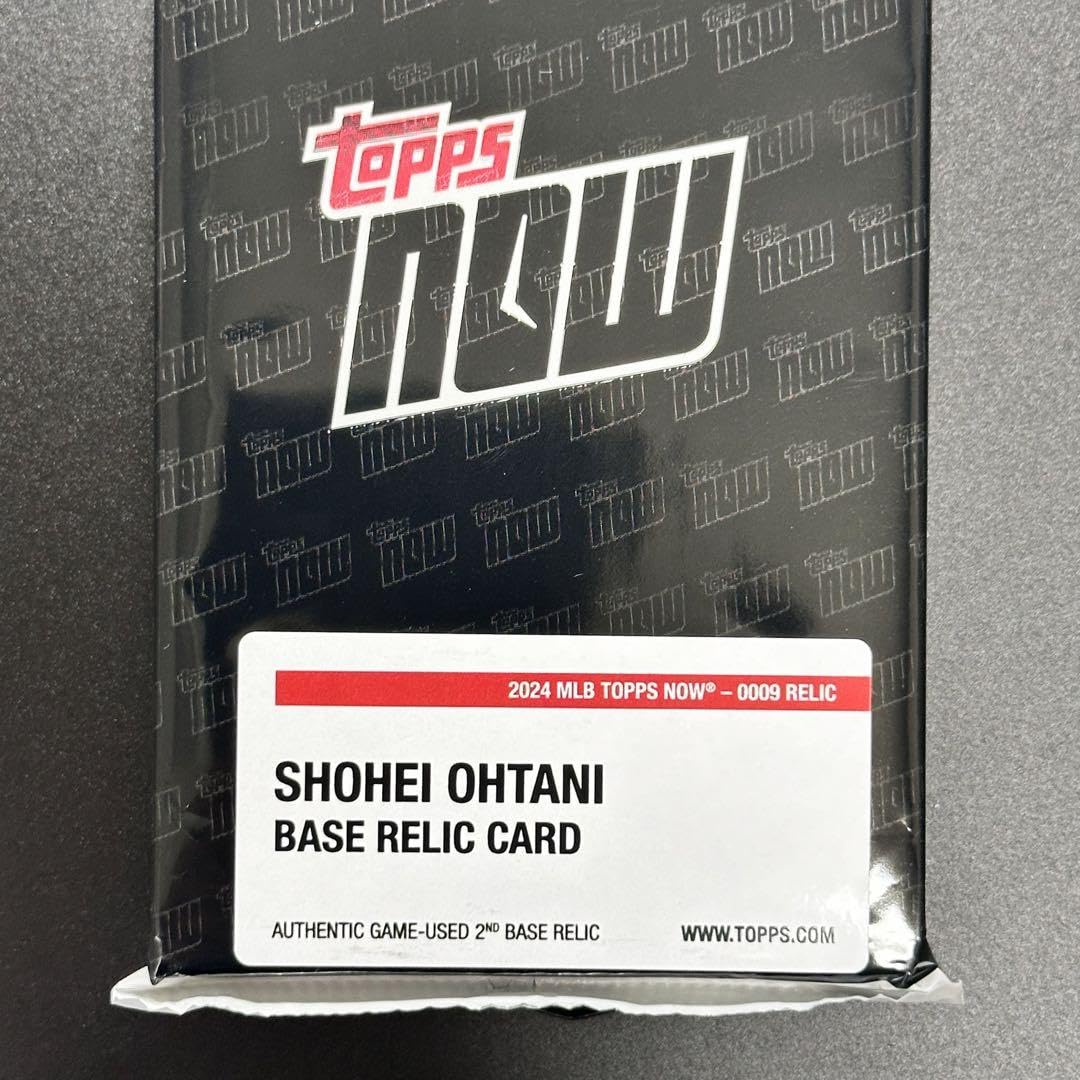 topps
now
2024 MLB TOPPS NOW® – 0009 RELIC
SHOHEI OHTANI
BASE RELIC CARD
AUTHENTIC GAME-USED 2ND BASE RELIC
WWW.TOPPS.COM